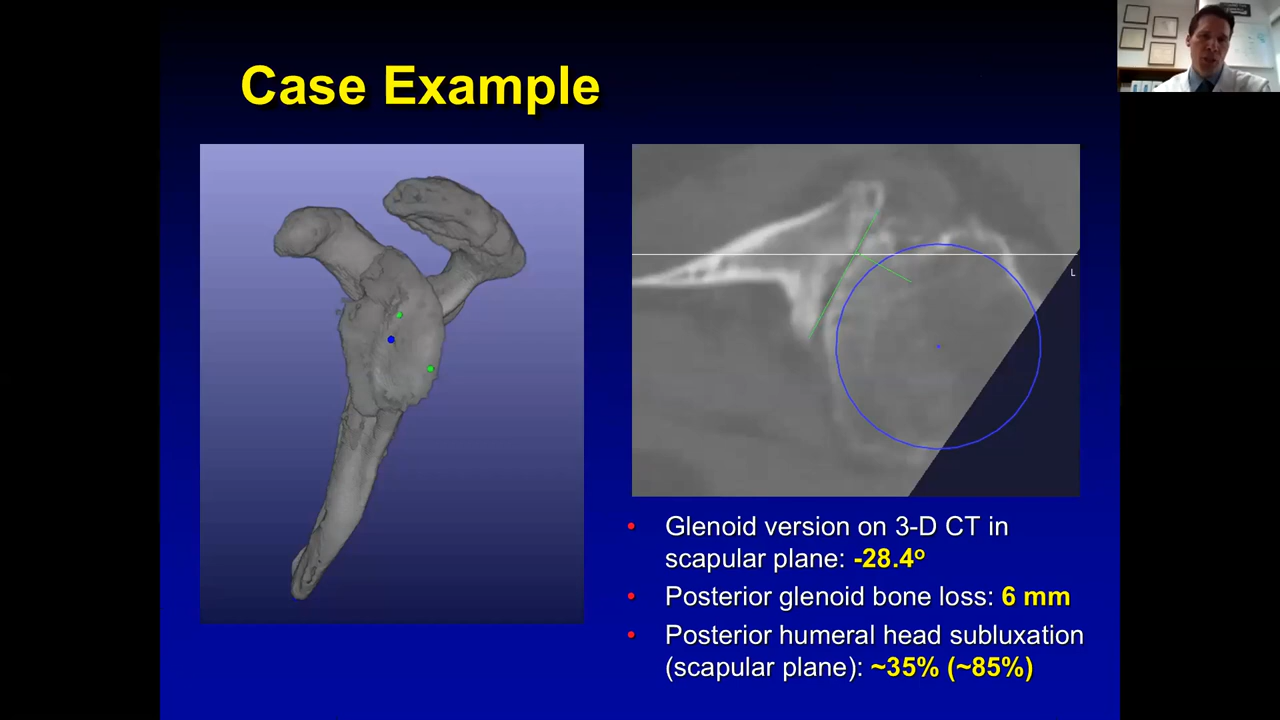 Case Example
L
• Glenoid version on 3-D CT in
scapular plane: -28.4º
• Posterior glenoid bone loss: 6 mm
• Posterior humeral head subluxation
(scapular plane): ~35% (~85%)